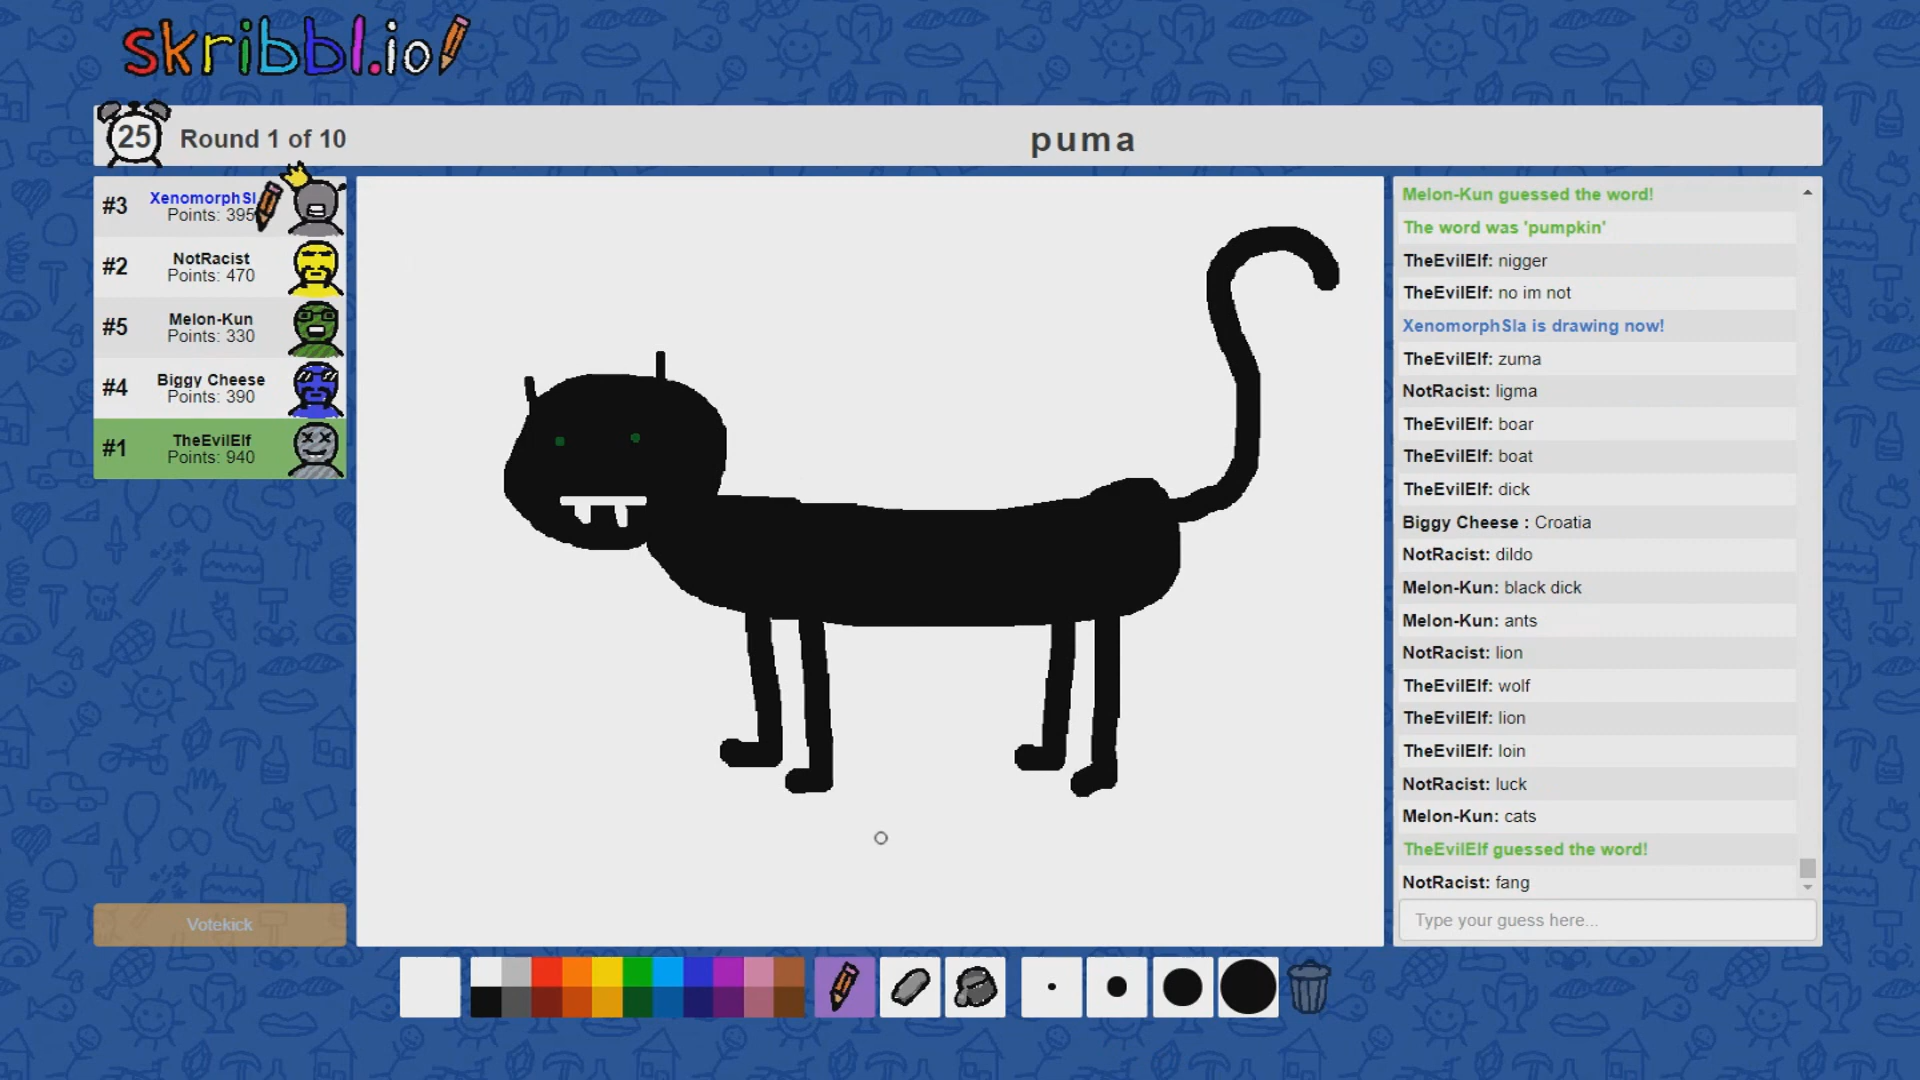 skribbl.io
25
Round 1 of 10
puma
#3
XenomorphSl
Points: 395
#2
NotRacist
Points: 470
#5
Melon-Kun
Points: 330
#4
Biggy Cheese
Points: 390
#1
TheEvilElf
Points: 940
Votekick
Melon-Kun guessed the word!
The word was 'pumpkin'
TheEvilElf: nigger
TheEvilElf: no im not
XenomorphSla is drawing now!
TheEvilElf: zuma
NotRacist: ligma
TheEvilElf: boar
TheEvilElf: boat
TheEvilElf: dick
Biggy Cheese : Croatia
NotRacist: dildo
Melon-Kun: black dick
Melon-Kun: ants
NotRacist: lion
TheEvilElf: wolf
TheEvilElf: lion
TheEvilElf: loin
NotRacist: luck
Melon-Kun: cats
TheEvilElf guessed the word!
NotRacist: fang
Type your guess here...